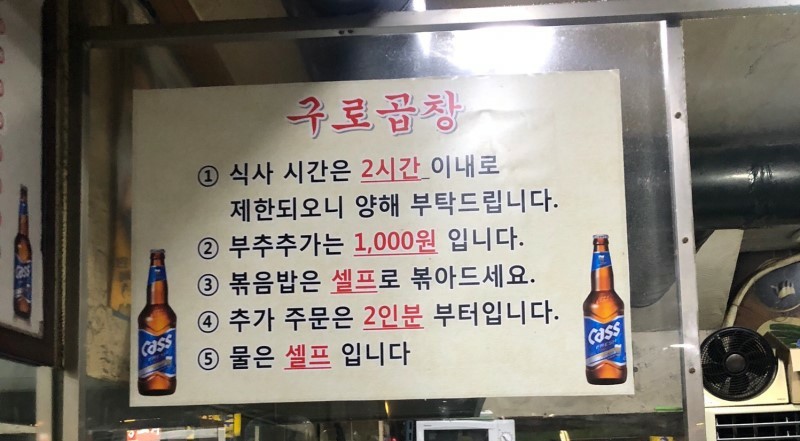 구로곱창
① 식사 시간은 2시간 이내로
제한되오니 양해 부탁드립니다.
② 부추추가는 1,000원 입니다.
③ 볶음밥은 셀프로 볶아드세요.
④ 추가 주문은 2인분 부터입니다.
⑤ 물은 셀프 입니다
Cass
Cass
Cass